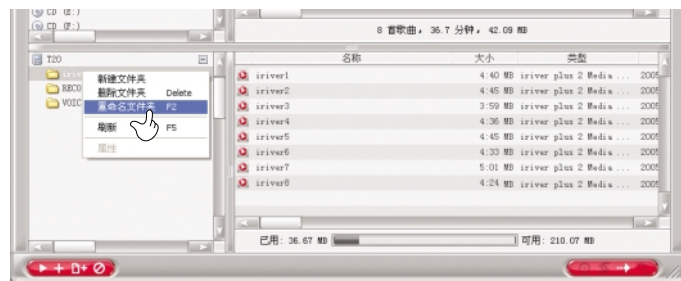 CD (E:)
CD (F:)
8 首歌曲, 36.7 分钟, 42.09 MB
T20
RECO
VOIC
新建文件夹
删除文件夹 Delete
重命名文件夹 F2
刷新 F5
属性
名称 大小 类型
iriver1 4:40 MB iriver plus 2 Media ... 2005
iriver2 4:45 MB iriver plus 2 Media ... 2005
iriver3 3:59 MB iriver plus 2 Media ... 2005
iriver4 4:36 MB iriver plus 2 Media ... 2005
iriver5 4:45 MB iriver plus 2 Media ... 2005
iriver6 4:33 MB iriver plus 2 Media ... 2005
iriver7 5:01 MB iriver plus 2 Media ... 2005
iriver8 4:24 MB iriver plus 2 Media ... 2005
已用: 36.67 MB 可用: 210.07 MB